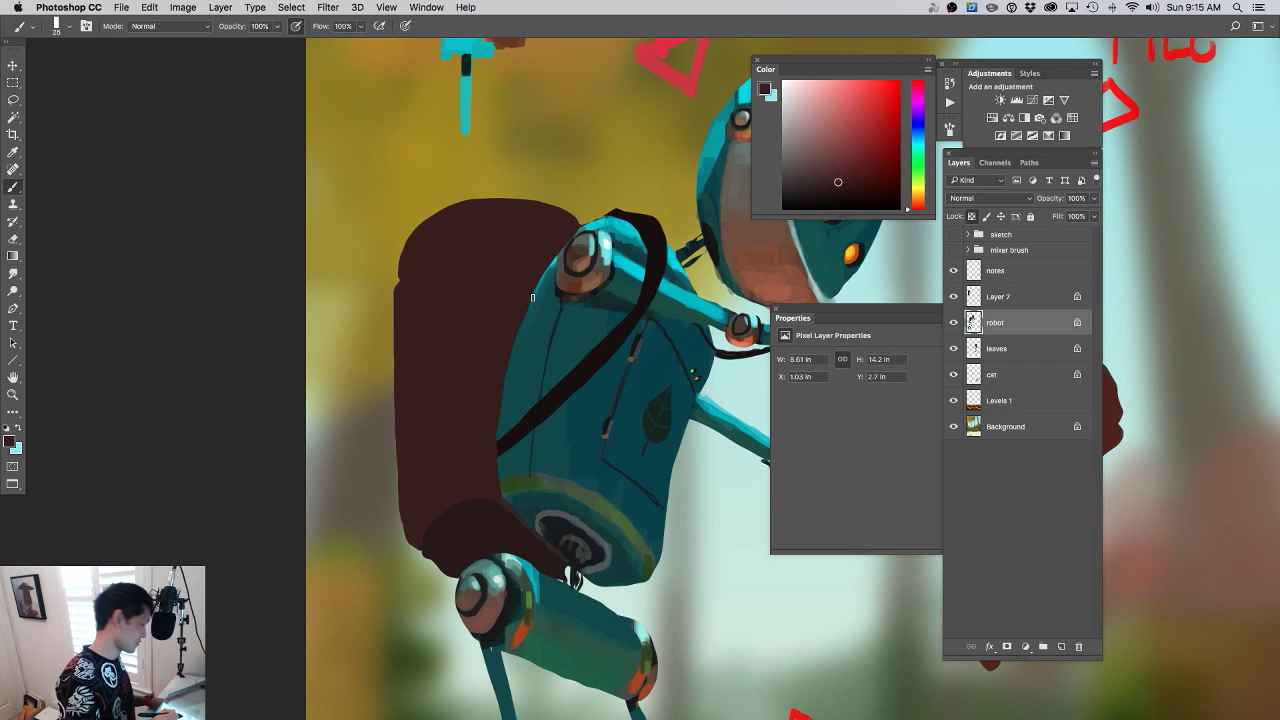 Photoshop CC File Edit Image Layer Type Select Filter 3D View Window Help Sun 9:15 AM
25 Mode: Normal Opacity: 100% Flow: 100%
Color
Adjustments Styles
Add an adjustment
Layers Channels Paths
Kind
Normal Opacity: 100%
Lock: Fill: 100%
sketch
mixer brush
notes
Layer 7
robot
leaves
cat
Levels 1
Background
Properties
Pixel Layer Properties
W: 8.61 in H: 14.2 in
X: 1.03 in Y: 2.7 in
fx